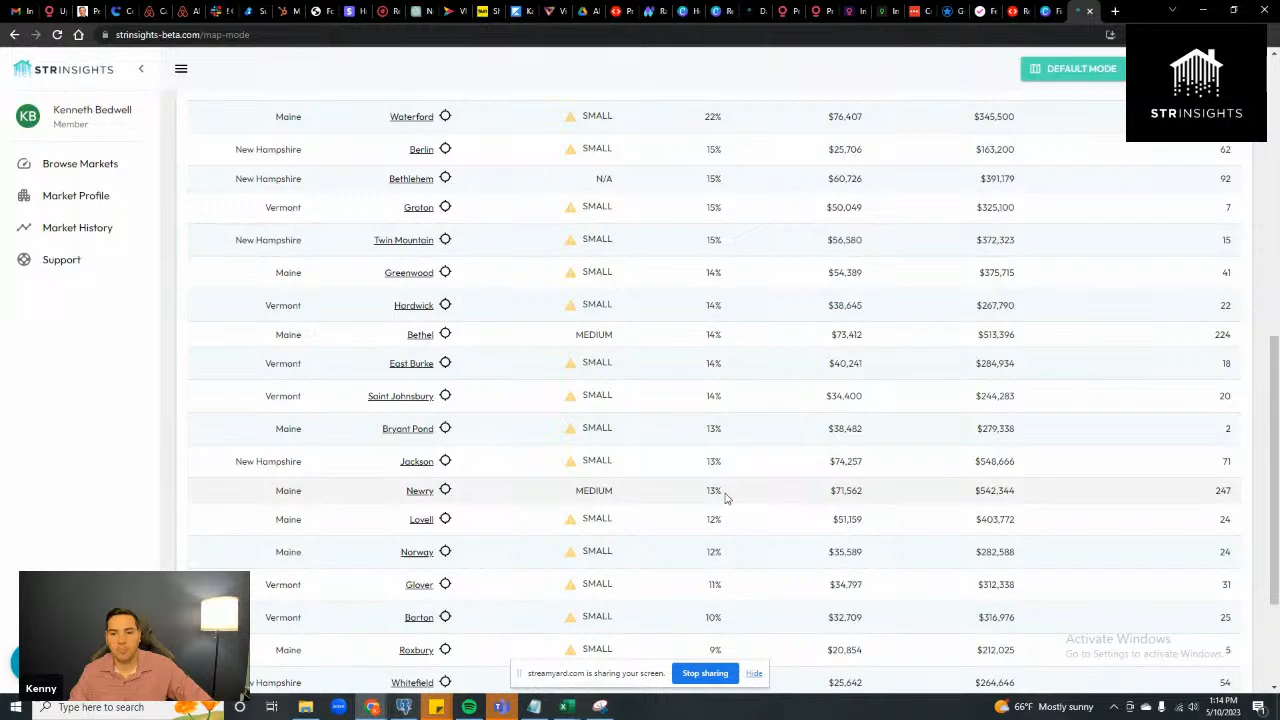 strinsights-beta.com/map-mode
STRINSIGHTS
DEFAULT MODE
STRINSIGHTS
KB
Kenneth Bedwell
Member
Browse Markets
Market Profile
Market History
Support
Maine Waterford SMALL 22% $76,407 $345,500
New Hampshire Berlin SMALL 15% $25,706 $163,200 62
New Hampshire Bethlehem N/A 15% $60,726 $391,179 92
Vermont Groton SMALL 15% $50,049 $325,100 7
New Hampshire Twin Mountain SMALL 15% $56,580 $372,323 15
Maine Greenwood SMALL 14% $54,389 $375,715 41
Vermont Hardwick SMALL 14% $38,645 $267,790 22
Maine Bethel MEDIUM 14% $73,412 $513,396 224
Vermont East Burke SMALL 14% $40,241 $284,934 18
Vermont Saint Johnsbury SMALL 14% $34,400 $244,283 20
Maine Bryant Pond SMALL 13% $38,482 $279,338 2
New Hampshire Jackson SMALL 13% $74,257 $548,666 71
Maine Newry MEDIUM 13% $71,562 $542,344 247
Maine Lovell SMALL 12% $51,159 $403,772 24
Maine Norway SMALL 12% $35,589 $282,588 24
Vermont Glover SMALL 11% $34,797 $312,338 31
Vermont Barton SMALL 10% $32,709 $316,976 25
Maine Roxbury SMALL 9% $20,854 $212,025 5
New Hampshire Whitefield $25,642 $264,646 54
Activate Windows
Go to Settings to activate Windows.
streamyard.com is sharing your screen.
Stop sharing
Hide
Kenny
Type here to search
zoom
66°F Mostly sunny
1:14 PM
5/10/2023